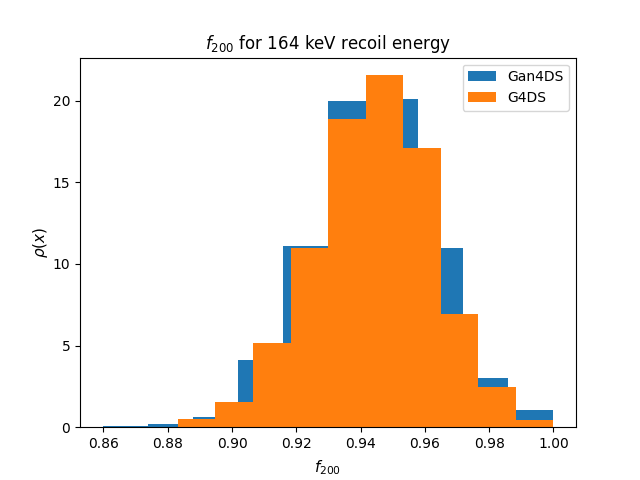 f₂₀₀ for 164 keV recoil energy
Gan4DS
G4DS
ρ(x)
20
15
10
5
0
0.86 0.88 0.90 0.92 0.94 0.96 0.98 1.00
f₂₀₀